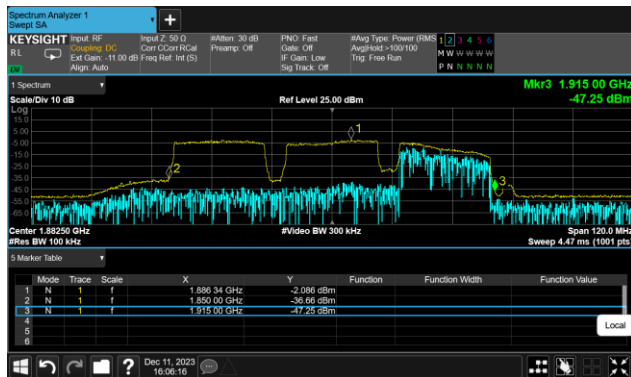 Spectrum Analyzer 1
Swept SA
+
KEYSIGHT Input: RF Input Z: 50 Ω #Atten: 30 dB PNO: Fast #Avg Type: Power (RMS 1 2 3 4 5 6
RL Coupling: DC Corr CCorr RCal Preamp: Off Gate: Off Avg|Hold:>100/100 M W W W W W
Ext Gain: -11.00 dB Freq Ref: Int (S) IF Gain: Low Trig: Free Run
Align: Auto Sig Track: Off P N N N N N
1 Spectrum
Mkr3 1.915 00 GHz
Scale/Div 10 dB Ref Level 25.00 dBm -47.25 dBm
Log
15.0
5.00
-5.00
-15.0
-25.0
-35.0
-45.0
-55.0
-65.0
1
2
3
Center 1.88250 GHz #Video BW 300 kHz Span 120.0 MHz
#Res BW 100 kHz Sweep 4.47 ms (1001 pts)
5 Marker Table
Mode Trace Scale X Y Function Function Width Function Value
1 N 1 f 1.886 34 GHz -2.086 dBm
2 N 1 f 1.850 00 GHz -36.66 dBm
3 N 1 f 1.915 00 GHz -47.25 dBm
4
5
6
Local
? Dec 11, 2023
16:06:16